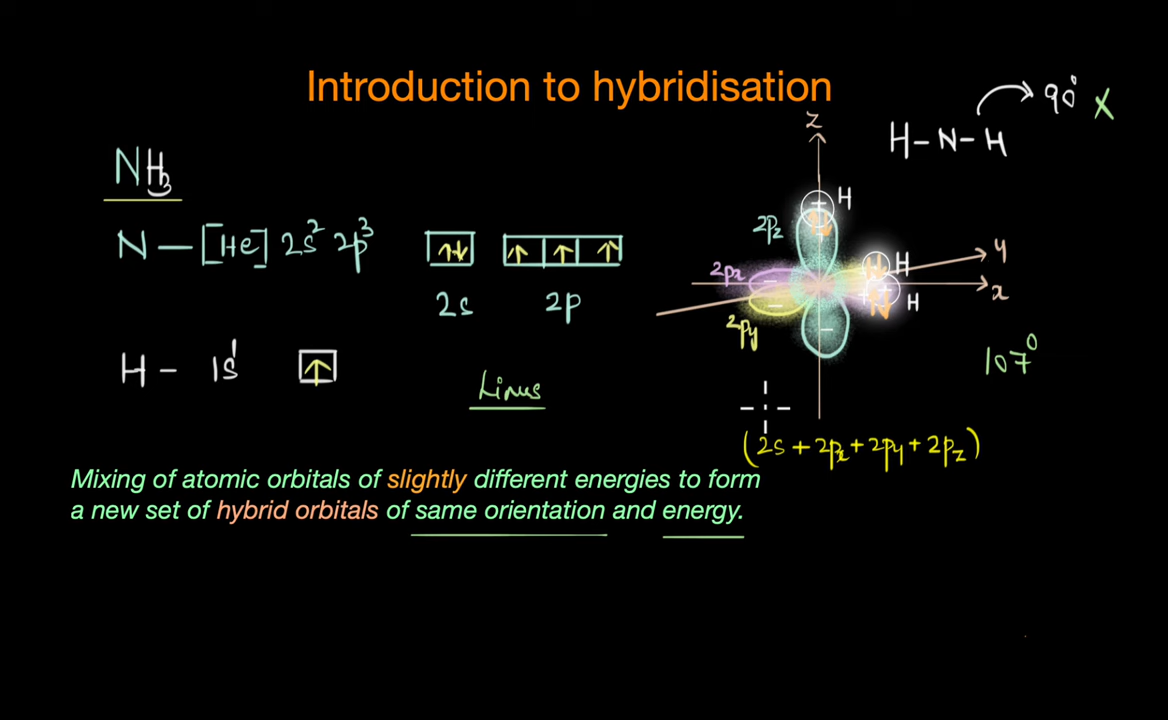 Introduction to hybridisation
NH₃
N — [He] 2s² 2p³
2s 2p
H - 1s¹
Linus
H - N - H → 90° X
z
H
2pz
2px
H
y
x
2py
H
107°
(2s + 2px + 2py + 2pz)
Mixing of atomic orbitals of slightly different energies to form
a new set of hybrid orbitals of same orientation and energy.